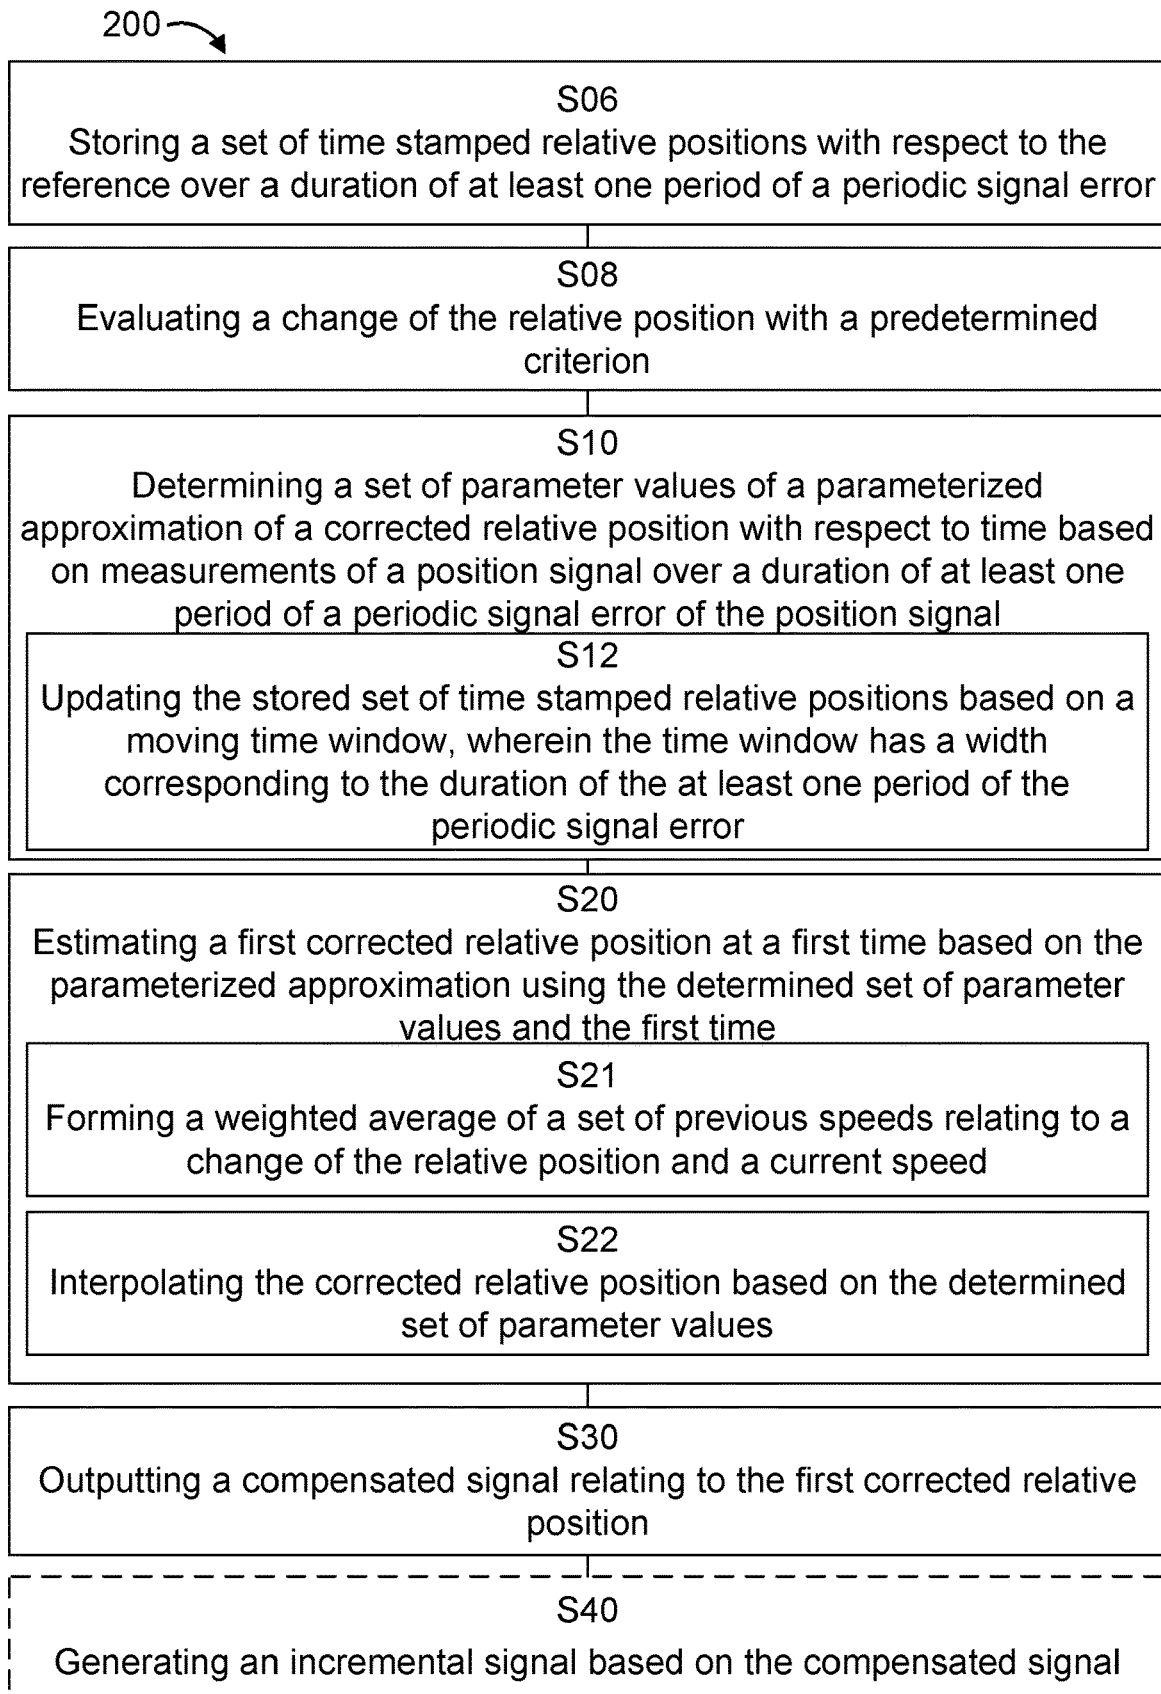 200
S06
Storing a set of time stamped relative positions with respect to the
reference over a duration of at least one period of a periodic signal error
S08
Evaluating a change of the relative position with a predetermined
criterion
S10
Determining a set of parameter values of a parameterized
approximation of a corrected relative position with respect to time based
on measurements of a position signal over a duration of at least one
period of a periodic signal error of the position signal
S12
Updating the stored set of time stamped relative positions based on a
moving time window, wherein the time window has a width
corresponding to the duration of the at least one period of the
periodic signal error
S20
Estimating a first corrected relative position at a first time based on the
parameterized approximation using the determined set of parameter
values and the first time
S21
Forming a weighted average of a set of previous speeds relating to a
change of the relative position and a current speed
S22
Interpolating the corrected relative position based on the determined
set of parameter values
S30
Outputting a compensated signal relating to the first corrected relative
position
S40
Generating an incremental signal based on the compensated signal